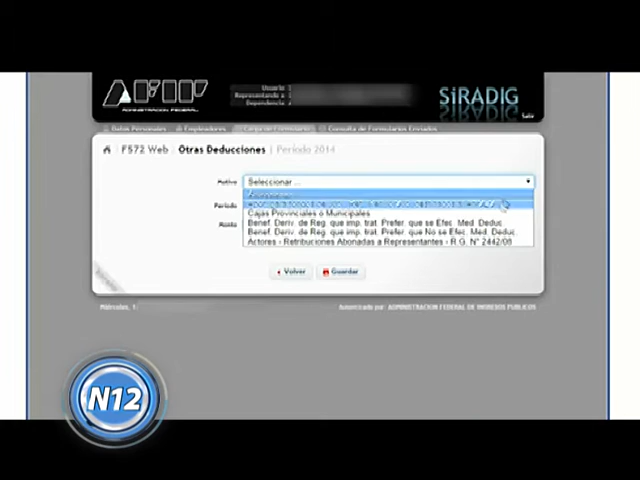 AFIP
ADMINISTRACION FEDERAL
Usuario
Representando a
Dependencia
SiRADIG
Salir
Datos Personales
Empleadores
Carga de Formulario
Consulta de Formularios Enviados
F572 Web
Otras Deducciones
Período 2014
Motivo
Seleccionar ...
Período
Cajas Provinciales o Municipales
Monto
Benef. Deriv. de Reg. que imp. trat. Prefer. que se Efec. Med. Deduc.
Benef. Deriv. de Reg. que imp. trat. Prefer. que No se Efec. Med. Deduc.
Actores - Retribuciones Abonadas a Representantes - R.G. N° 2442/08
Volver
Guardar
Miércoles, 1
Autorizado por: ADMINISTRACION FEDERAL DE INGRESOS PUBLICOS
N12